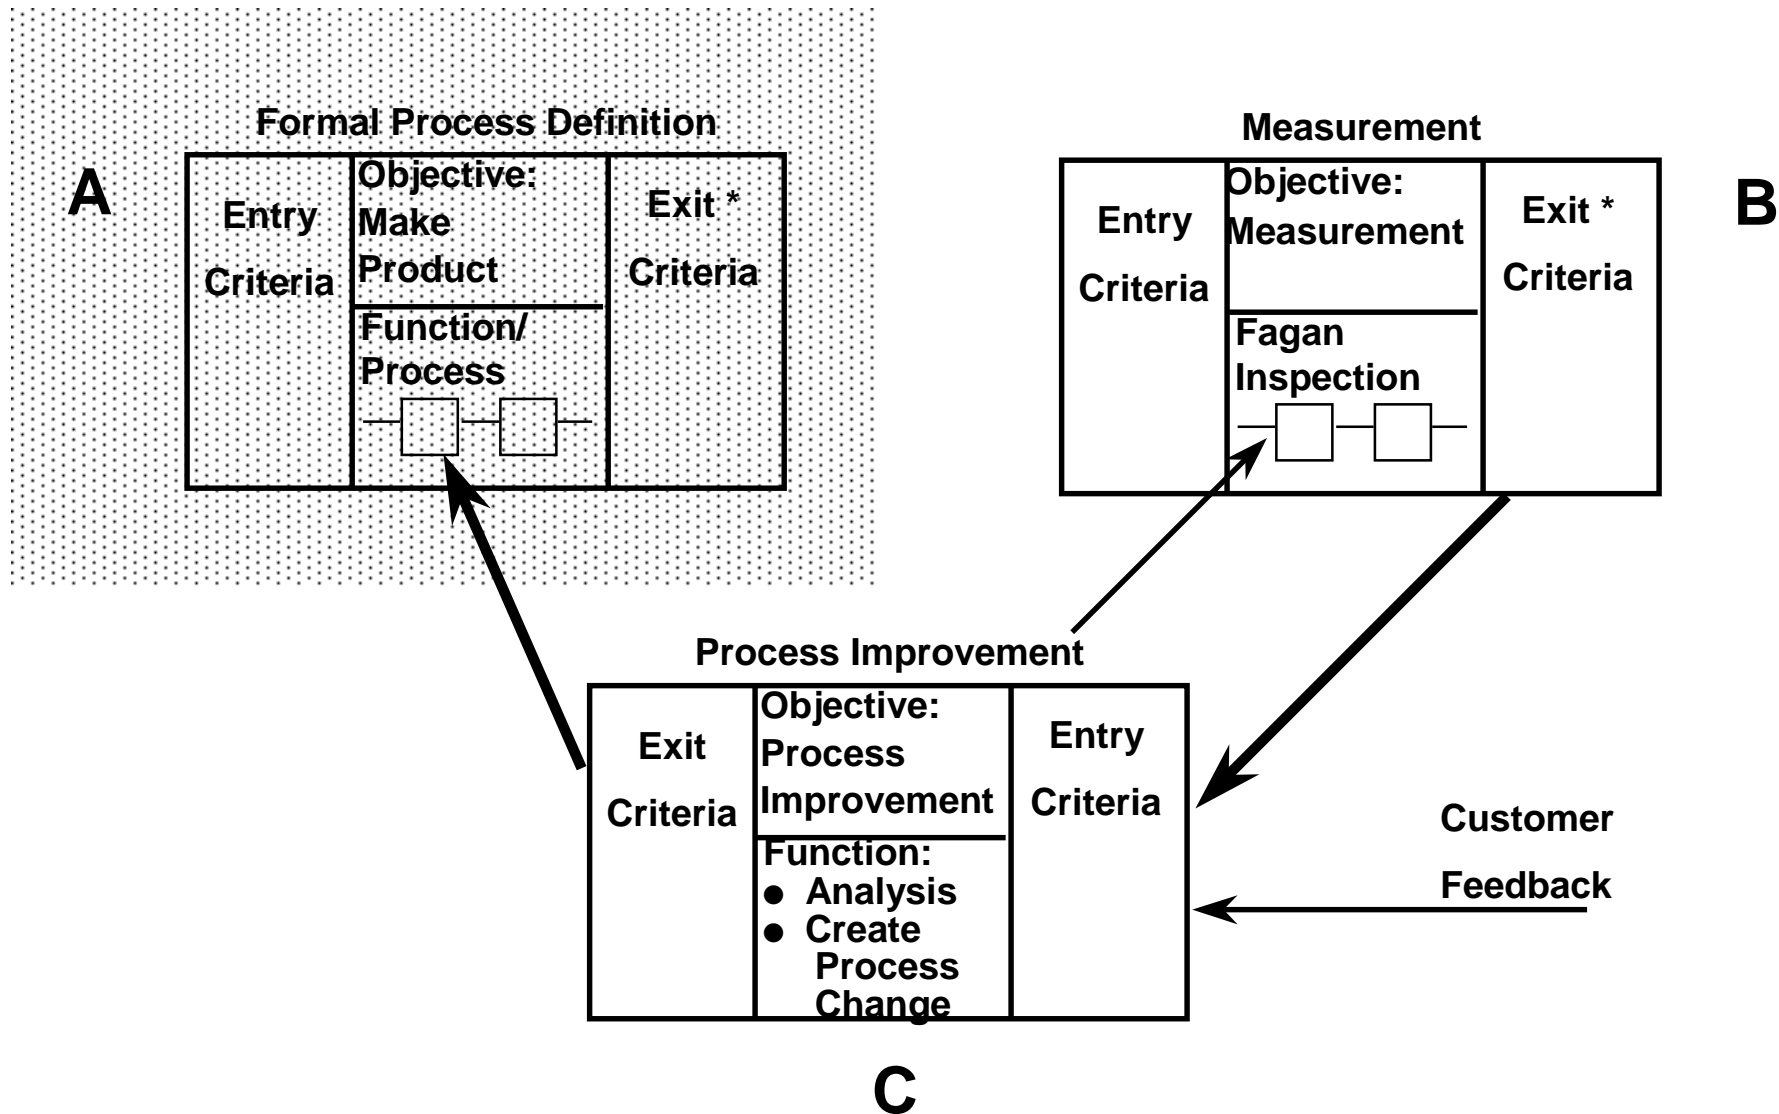 A
Formal Process Definition
Entry
Criteria
Objective:
Make
Product
Function/
Process
Exit *
Criteria
Measurement
B
Entry
Criteria
Objective:
Measurement
Fagan
Inspection
Exit *
Criteria
Process Improvement
Exit
Criteria
Objective:
Process
Improvement
Function:
● Analysis
● Create
Process
Change
Entry
Criteria
Customer
Feedback
C